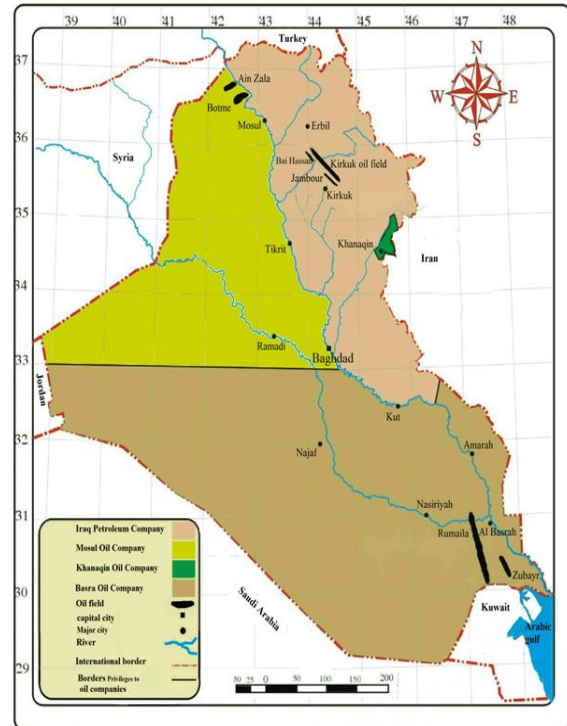 39 40 41 42 43 44 45 46 47 48
Turkey
N
W E
S
37
36
35
34
33
32
31
30
29
Ain Zala
Botme
Mosul
Erbil
Syria
Bai Hassan
Kirkuk oil field
Jambour
Kirkuk
Tikrit
Khanaqin
Iran
Ramadi
Baghdad
Jordan
Kut
Najaf
Amarah
Nasiriyah
Rumaila
Al Basrah
Zubayr
Saudi Arabia
Kuwait
Arabic
gulf
Iraq Petroleum Company
Mosul Oil Company
Khanaqin Oil Company
Basra Oil Company
Oil field
capital city
Major city
River
International border
Borders Privileges to
oil companies
50 25 0 50 100 150 200